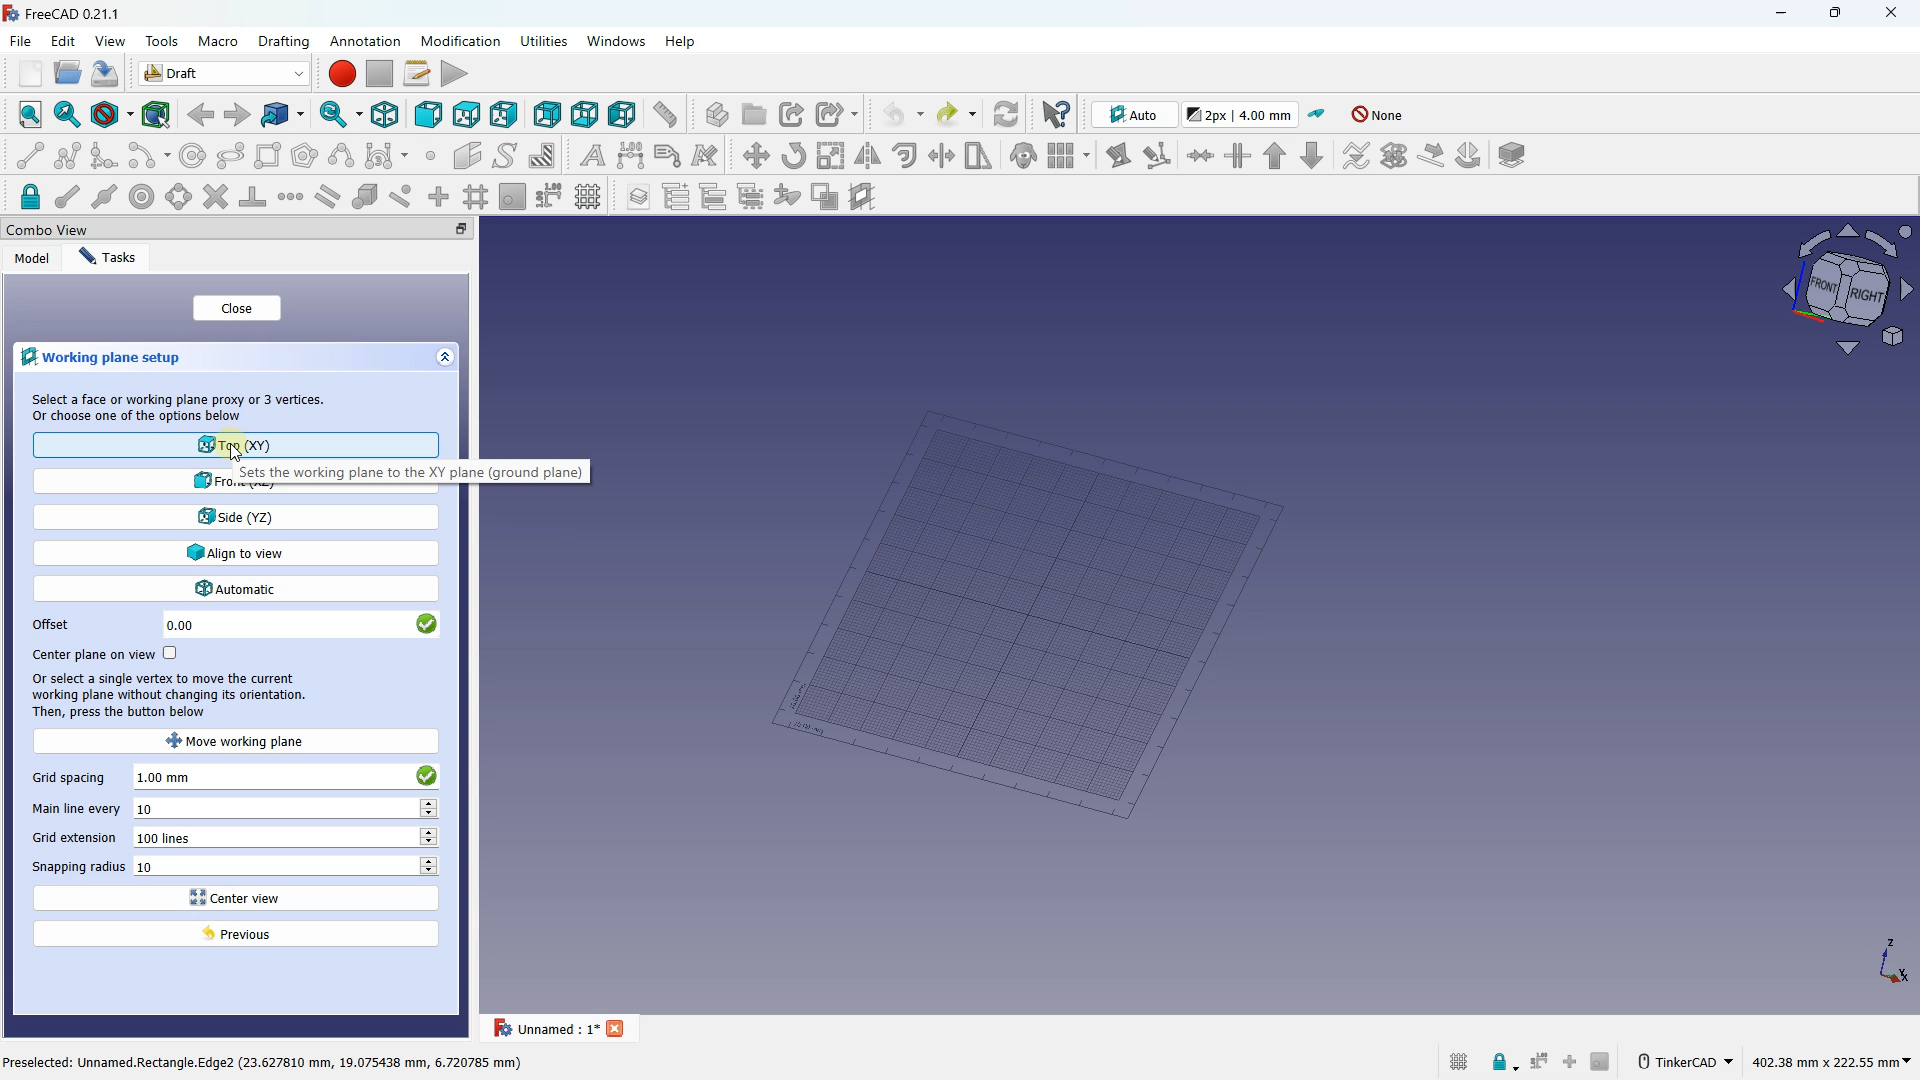 FreeCAD 0.21.1
File Edit View Tools Macro Drafting Annotation Modification Utilities Windows Help
Draft
Auto 2px | 4.00 mm None
Combo View
Model Tasks
Close
Working plane setup
Select a face or working plane proxy or 3 vertices.
Or choose one of the options below
Top (XY)
Sets the working plane to the XY plane (ground plane)
Front (XZ)
Side (YZ)
Align to view
Automatic
Offset 0.00
Center plane on view
Or select a single vertex to move the current
working plane without changing its orientation.
Then, press the button below
Move working plane
Grid spacing 1.00 mm
Main line every 10
Grid extension 100 lines
Snapping radius 10
Center view
Previous
FRONT RIGHT
Z
Y
X
Unnamed : 1*
Preselected: Unnamed.Rectangle.Edge2 (23.627810 mm, 19.075438 mm, 6.720785 mm)
TinkerCAD 402.38 mm x 222.55 mm